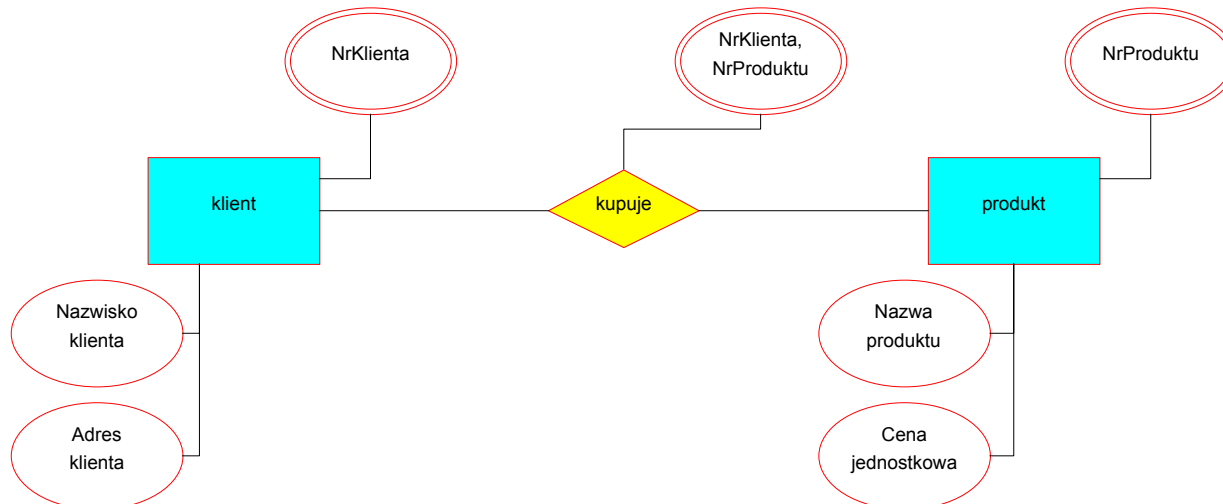 NrKlienta
NrKlienta,
NrProduktu
NrProduktu
klient
kupuje
produkt
Nazwisko
klienta
Nazwa
produktu
Adres
klienta
Cena
jednostkowa